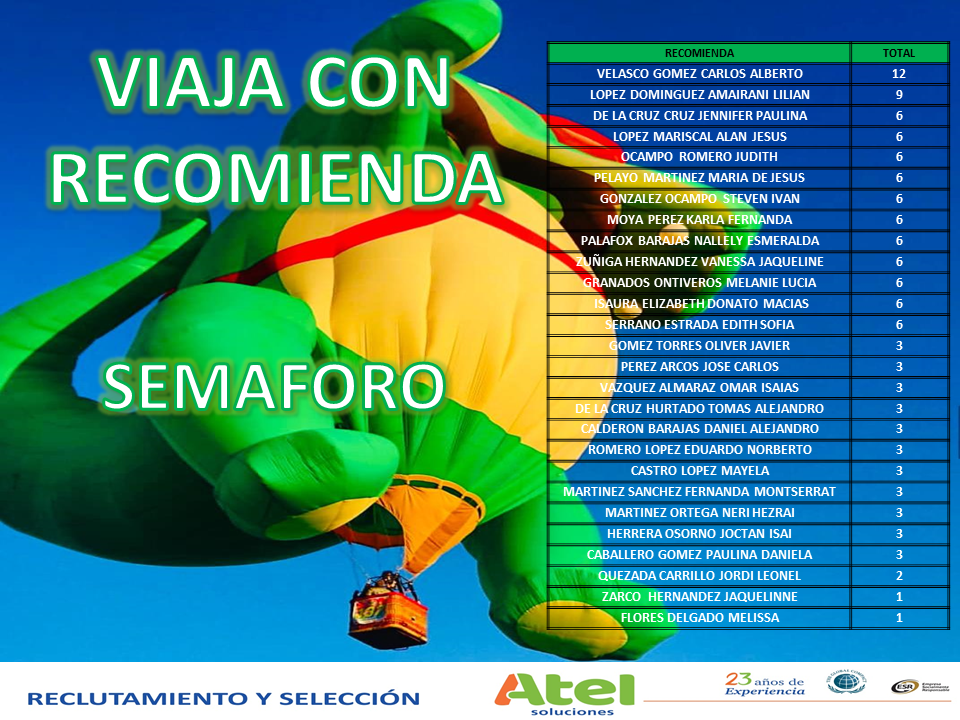 VIAJA CON
RECOMIENDA
SEMAFORO
RECOMIENDA TOTAL
VELASCO GOMEZ CARLOS ALBERTO 12
LOPEZ DOMINGUEZ AMAIRANI LILIAN 9
DE LA CRUZ CRUZ JENNIFER PAULINA 6
LOPEZ MARISCAL ALAN JESUS 6
OCAMPO ROMERO JUDITH 6
PELAYO MARTINEZ MARIA DE JESUS 6
GONZALEZ OCAMPO STEVEN IVAN 6
MOYA PEREZ KARLA FERNANDA 6
PALAFOX BARAJAS NALLELY ESMERALDA 6
ZUÑIGA HERNANDEZ VANESSA JAQUELINE 6
GRANADOS ONTIVEROS MELANIE LUCIA 6
ISAURA ELIZABETH DONATO MACIAS 6
SERRANO ESTRADA EDITH SOFIA 6
GOMEZ TORRES OLIVER JAVIER 3
PEREZ ARCOS JOSE CARLOS 3
VAZQUEZ ALMARAZ OMAR ISAIAS 3
DE LA CRUZ HURTADO TOMAS ALEJANDRO 3
CALDERON BARAJAS DANIEL ALEJANDRO 3
ROMERO LOPEZ EDUARDO NORBERTO 3
CASTRO LOPEZ MAYELA 3
MARTINEZ SANCHEZ FERNANDA MONTSERRAT 3
MARTINEZ ORTEGA NERI HEZRAI 3
HERRERA OSORNO JOCTAN ISAI 3
CABALLERO GOMEZ PAULINA DANIELA 3
QUEZADA CARRILLO JORDI LEONEL 2
ZARCO HERNANDEZ JAQUELINNE 1
FLORES DELGADO MELISSA 1
RECLUTAMIENTO Y SELECCIÓN
Atel
soluciones
23 años de
Experiencia
ESR
Empresa
Socialmente
Responsable